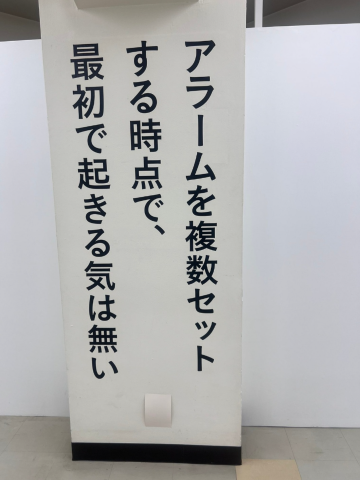 アラームを複数セット
する時点で、
最初で起きる気は無い